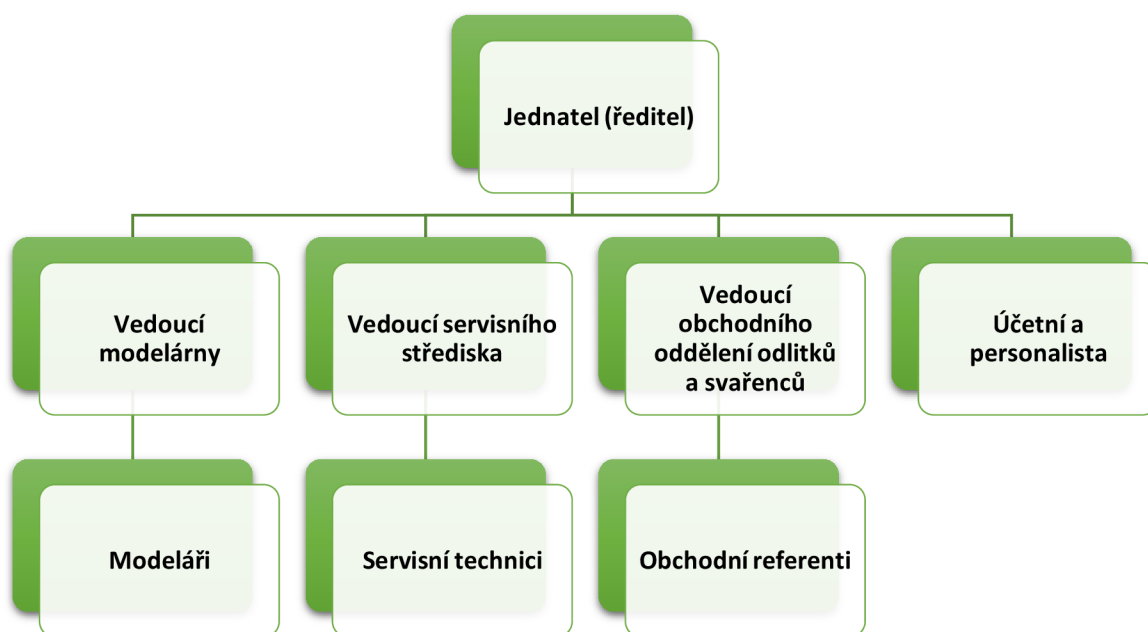 Jednatel (ředitel)
Vedoucí
modelárny
Vedoucí servisního
střediska
Vedoucí
obchodního
oddělení odlitků
a svařenců
Účetní a
personalista
Modeláři
Servisní technici
Obchodní referenti